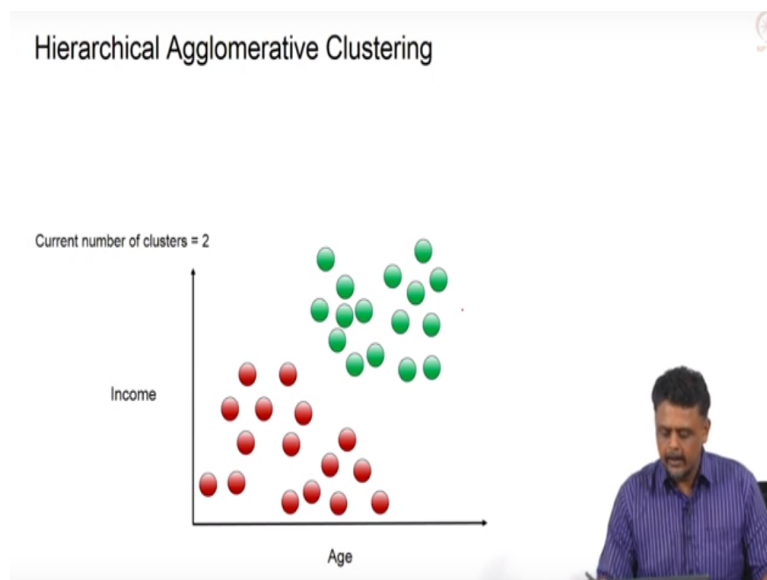 Hierarchical Agglomerative Clustering
Current number of clusters = 2
Income
Age